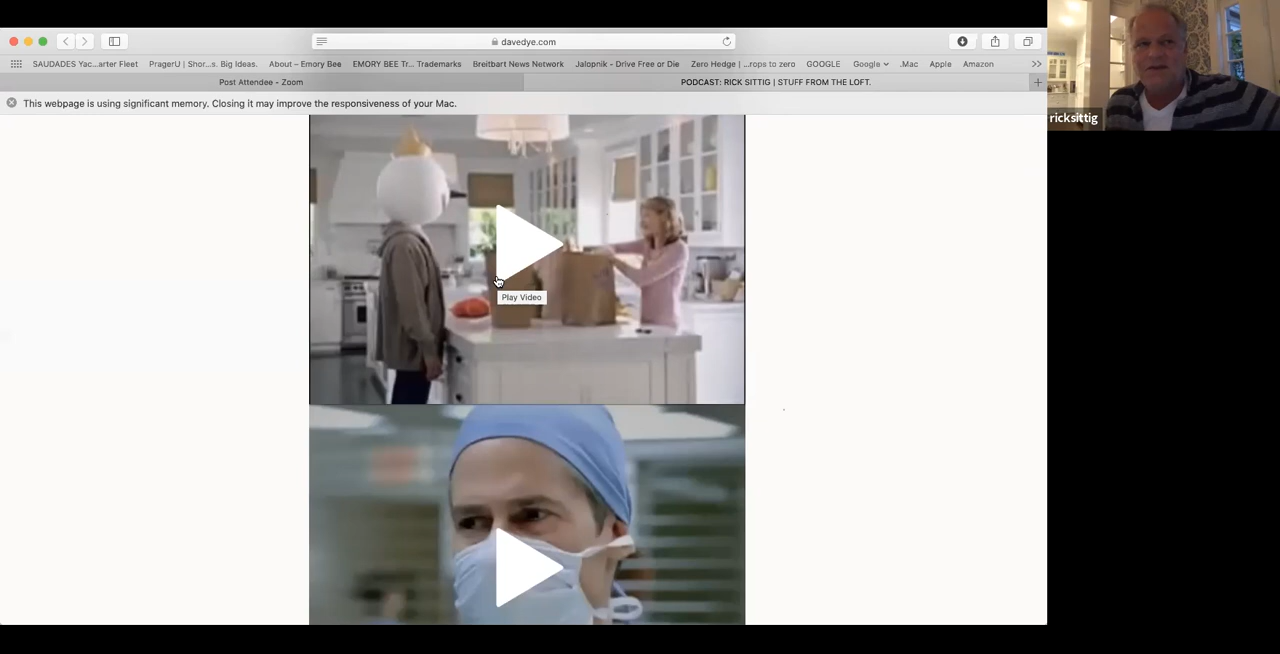 davedye.com
SAUDADES Yac...arter Fleet PragerU | Shor...s. Big Ideas. About – Emory Bee EMORY BEE Tr... Trademarks Breitbart News Network Jalopnik - Drive Free or Die Zero Hedge | ...rops to zero GOOGLE Google .Mac Apple Amazon
Post Attendee - Zoom PODCAST: RICK SITTIG | STUFF FROM THE LOFT.
This webpage is using significant memory. Closing it may improve the responsiveness of your Mac.
ricksittig
Play Video